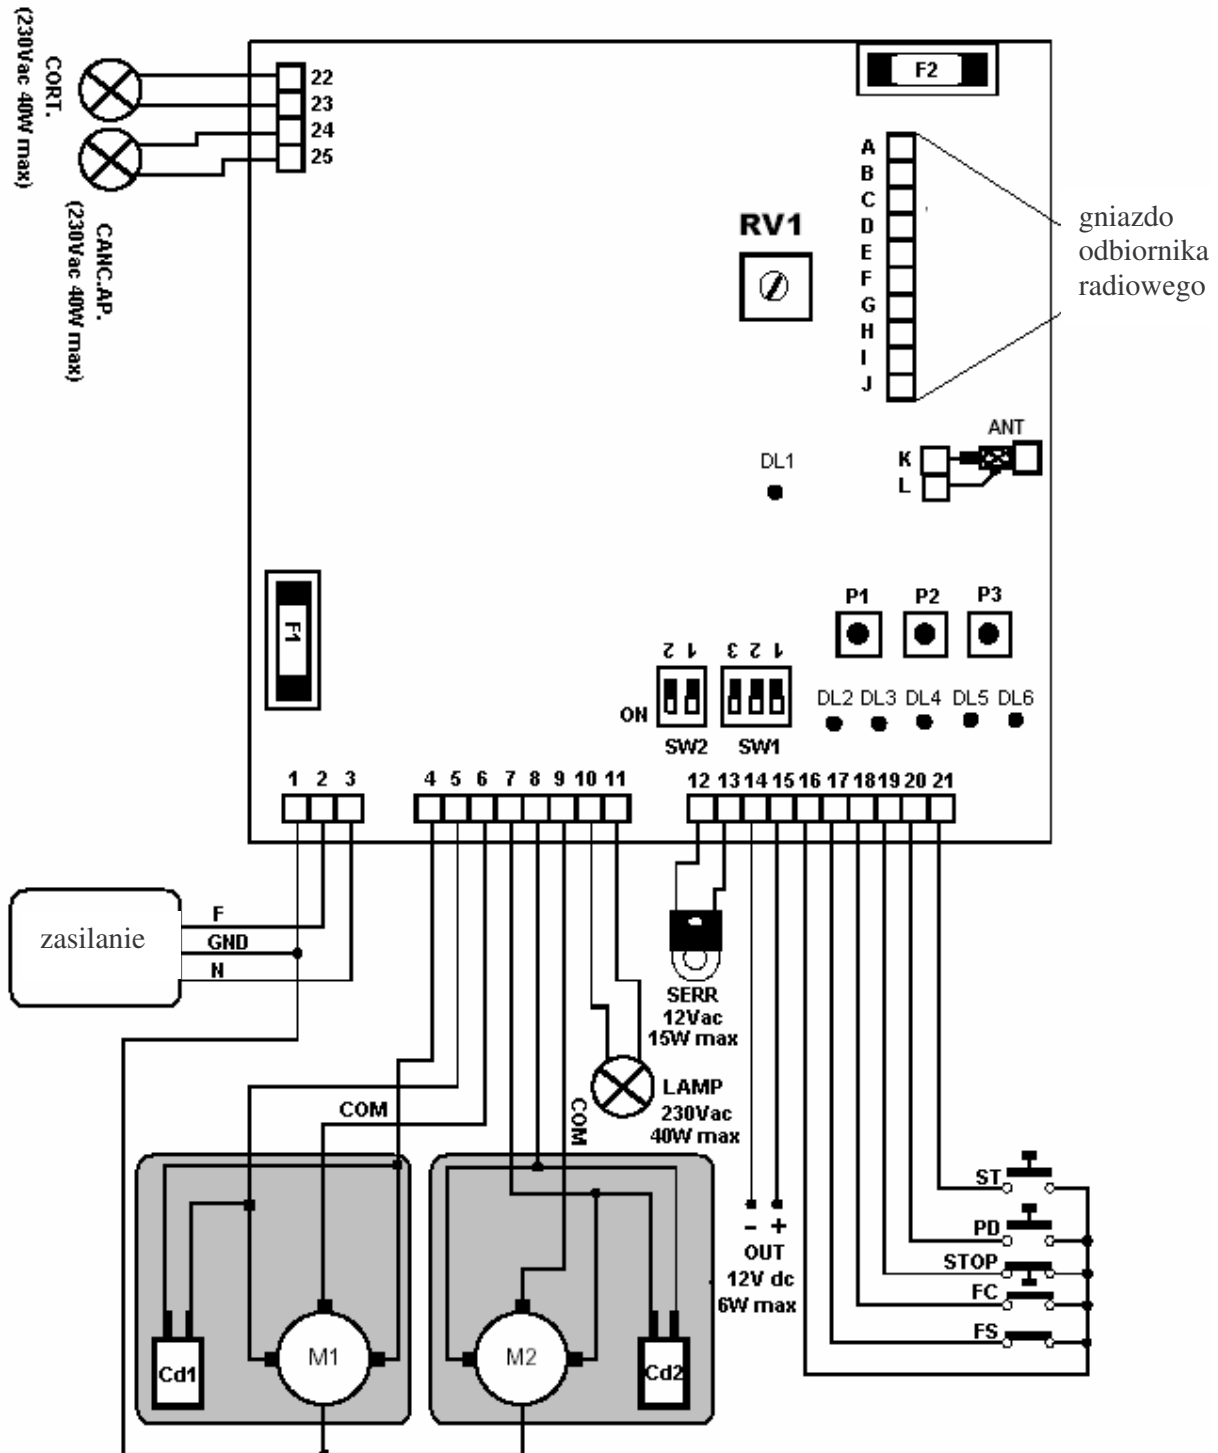 CORT.
(230Vac 40W max)
CANC.AP.
(230Vac 40W max)
22
23
24
25
F2
A
B
C
D
E
F
G
H
I
J
gniazdo
odbiornika
radiowego
RV1
ANT
K
L
DL1
F1
P1 P2 P3
2 1 3 2 1
DL2 DL3 DL4 DL5 DL6
ON
SW2 SW1
1 2 3 4 5 6 7 8 9 10 11 12 13 14 15 16 17 18 19 20 21
zasilanie
F
GND
N
SERR
12Vac
15W max
LAMP
230Vac
40W max
COM
COM
- +
OUT
12V dc
6W max
ST
PD
STOP
FC
FS
Cd1
M1
M2
Cd2